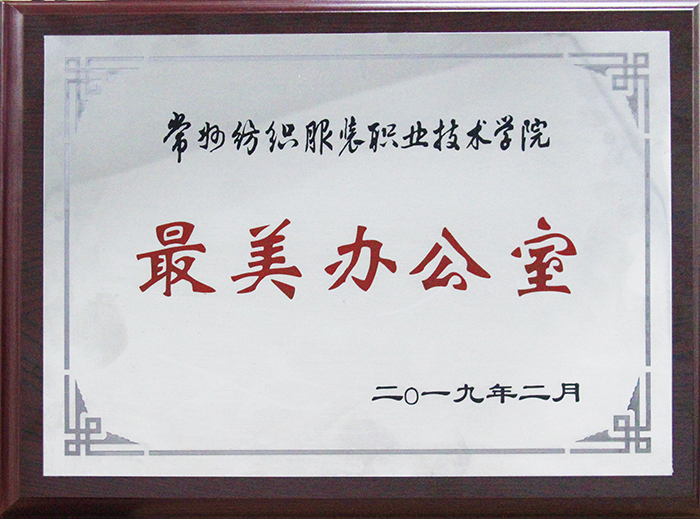 常州纺织服装职业技术学院
最美办公室
二〇一九年二月